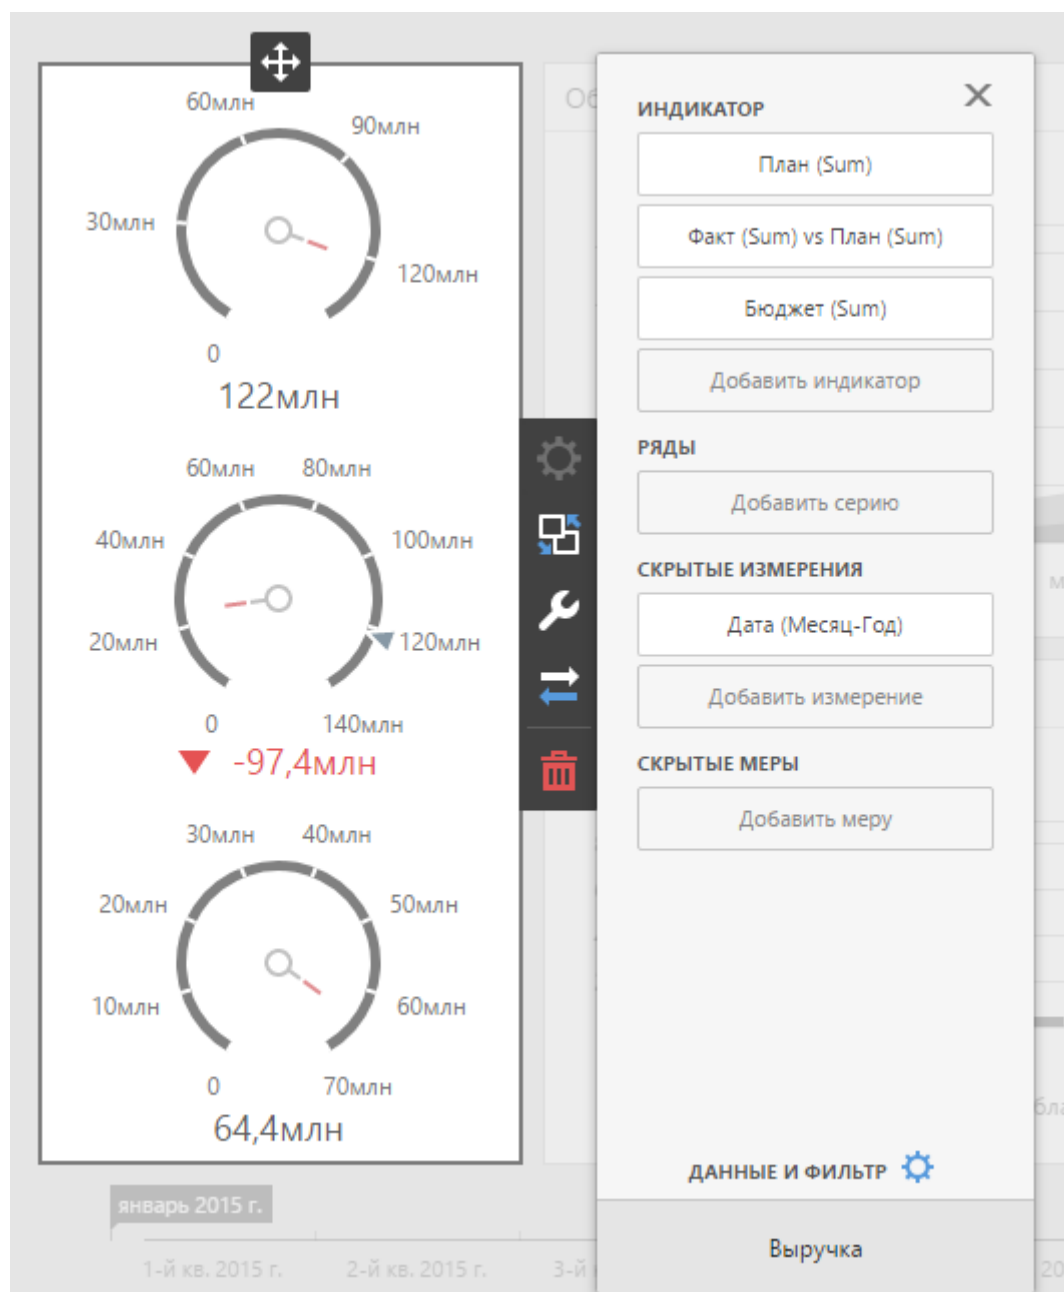 60млн
90млн
30млн
120млн
0
122млн
60млн
80млн
40млн
100млн
20млн
120млн
0
140млн
-97,4млн
30млн
40млн
20млн
50млн
10млн
60млн
0
70млн
64,4млн
январь 2015 г.
1-й кв. 2015 г.
2-й кв. 2015 г.
3-й
Об
ИНДИКАТОР
План (Sum)
Факт (Sum) vs План (Sum)
Бюджет (Sum)
Добавить индикатор
РЯДЫ
Добавить серию
СКРЫТЫЕ ИЗМЕРЕНИЯ
Дата (Месяц-Год)
Добавить измерение
СКРЫТЫЕ МЕРЫ
Добавить меру
ДАННЫЕ И ФИЛЬТР
Выручка
20